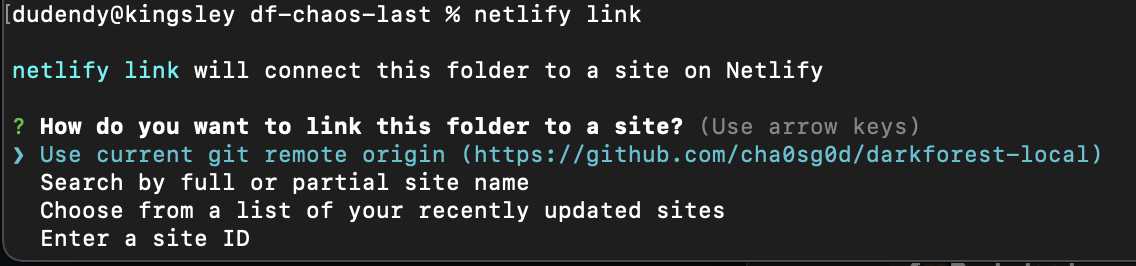 [dudendy@kingsley df-chaos-last % netlify link
netlify link will connect this folder to a site on Netlify
? How do you want to link this folder to a site? (Use arrow keys)
❯ Use current git remote origin (https://github.com/cha0sg0d/darkforest-local)
Search by full or partial site name
Choose from a list of your recently updated sites
Enter a site ID